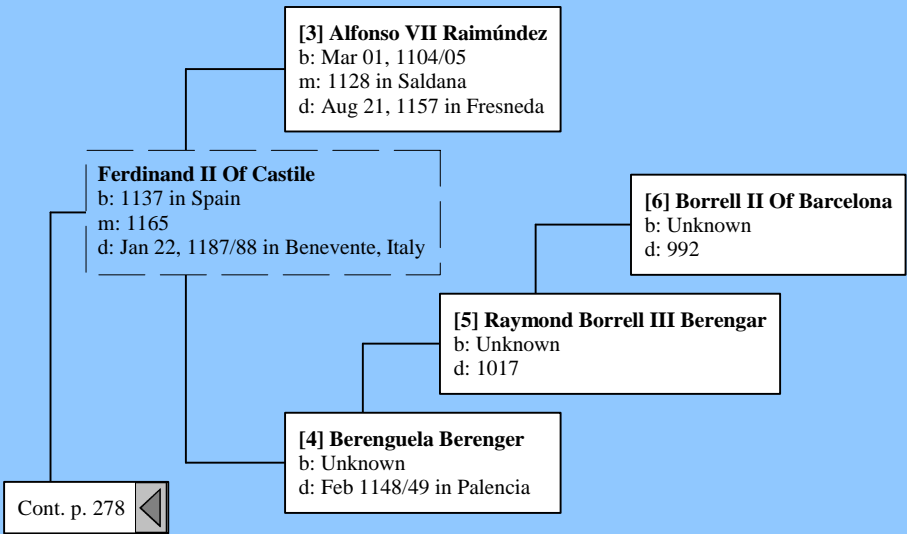 [3] Alfonso VII Raimúndez
b: Mar 01, 1104/05
m: 1128 in Saldana
d: Aug 21, 1157 in Fresneda
Ferdinand II Of Castile
b: 1137 in Spain
m: 1165
d: Jan 22, 1187/88 in Benevente, Italy
[6] Borrell II Of Barcelona
b: Unknown
d: 992
[5] Raymond Borrell III Berengar
b: Unknown
d: 1017
[4] Berenguela Berenger
b: Unknown
d: Feb 1148/49 in Palencia
Cont. p. 278